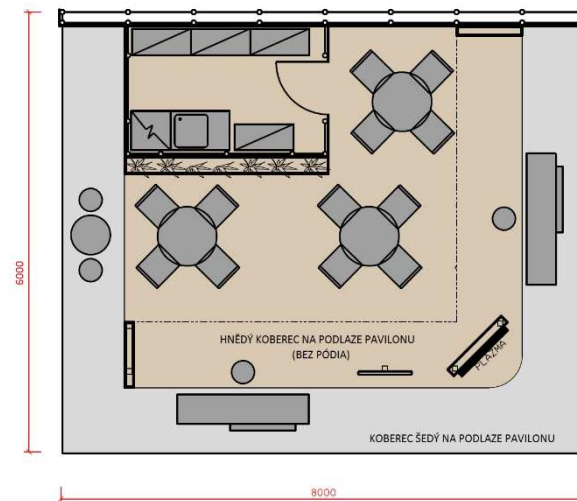 6000
HNĚDÝ KOBEREC NA PODLAZE PAVILONU
(BEZ PÓDIA)
PLAZMA
KOBEREC ŠEDÝ NA PODLAZE PAVILONU
8000